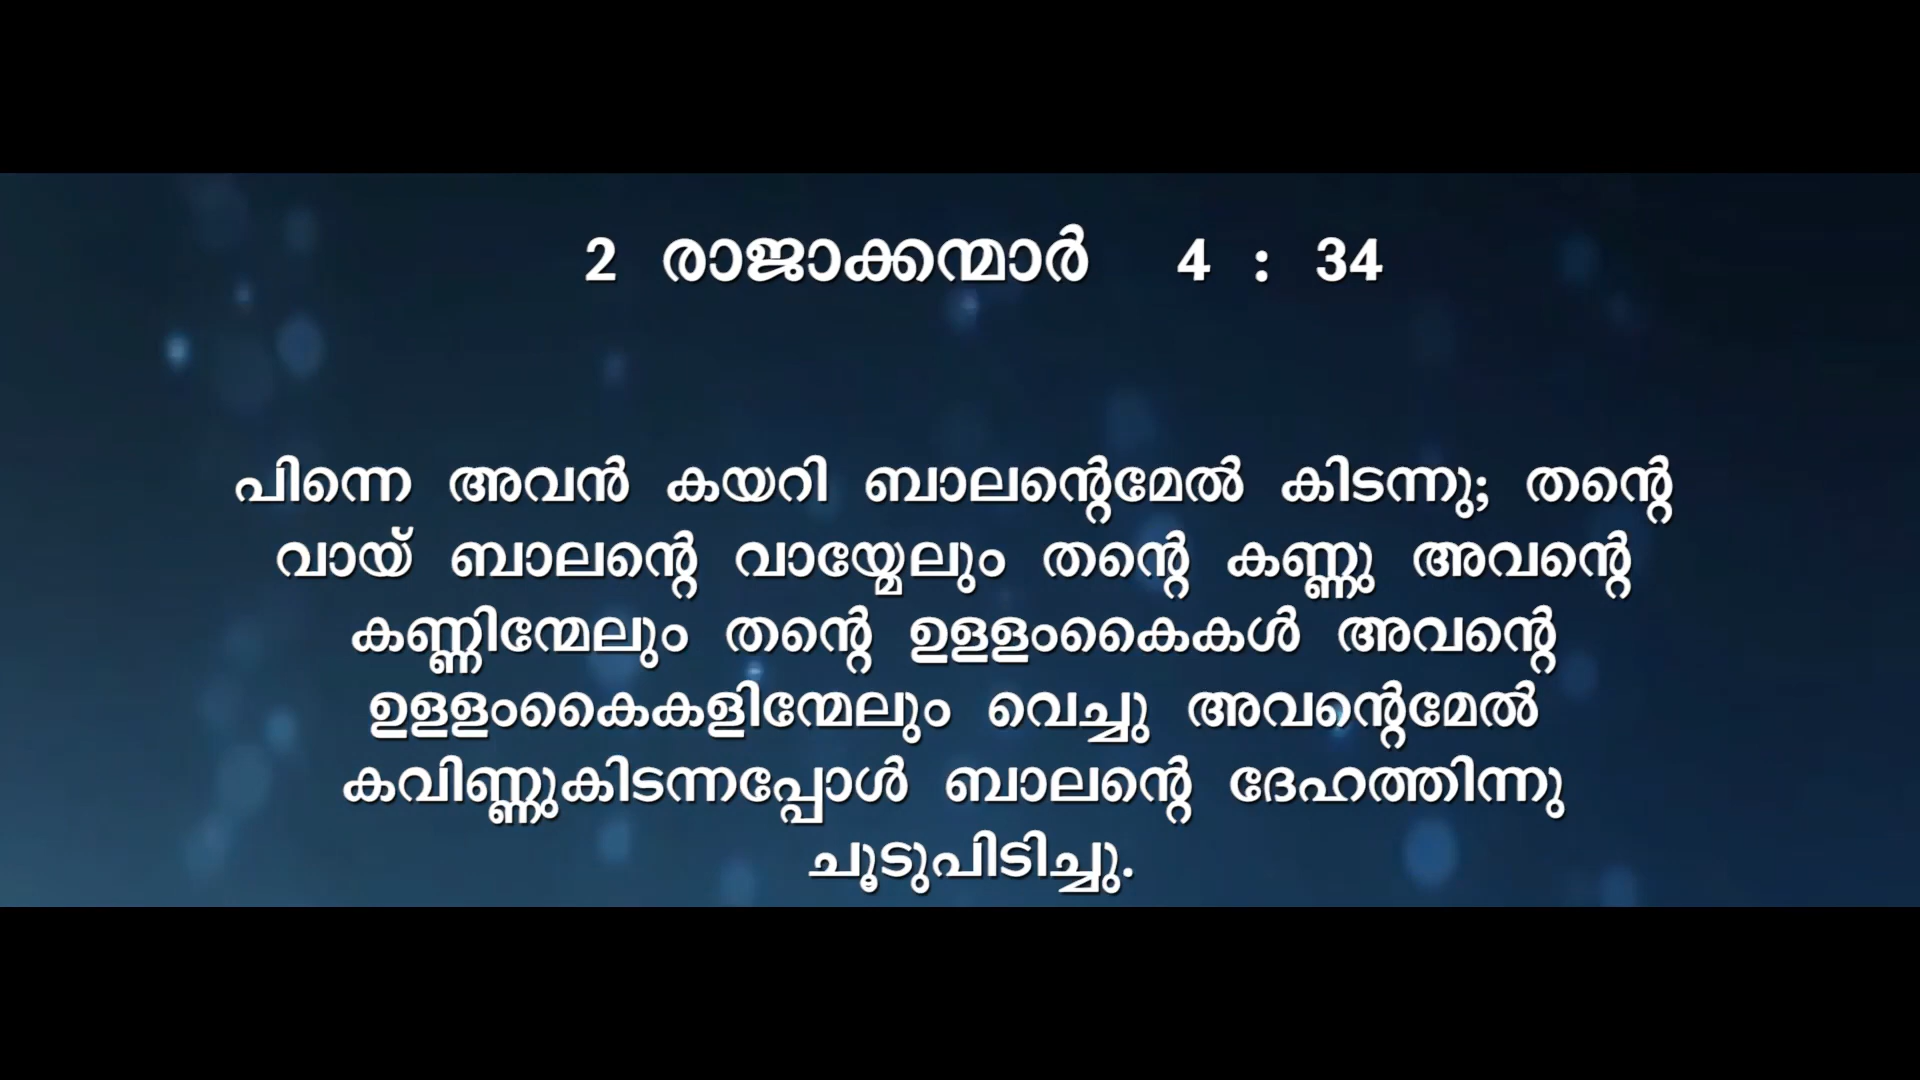 2 രാജാക്കന്മാർ 4 : 34
പിന്നെ അവൻ കയറി ബാലന്റെമേൽ കിടന്നു; തന്റെ
വായ് ബാലന്റെ വായ്മേലും തന്റെ കണ്ണു അവന്റെ
കണ്ണിന്മേലും തന്റെ ഉള്ളംകൈകൾ അവന്റെ
ഉള്ളംകൈകളിന്മേലും വെച്ചു അവന്റെമേൽ
കവിണ്ണുകിടന്നപ്പോൾ ബാലന്റെ ദേഹത്തിന്നു
ചൂടുപിടിച്ചു.